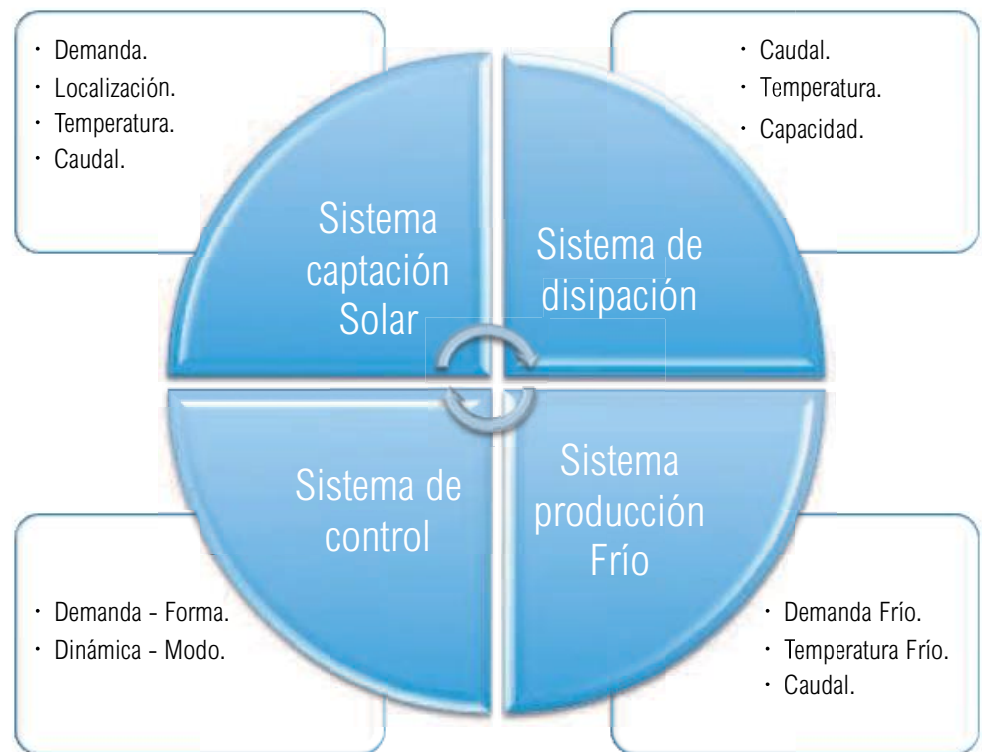 · Demanda.
· Localización.
· Temperatura.
· Caudal.
· Caudal.
· Temperatura.
· Capacidad.
Sistema
captación
Solar
Sistema de
disipación
Sistema de
control
Sistema
producción
Frío
· Demanda - Forma.
· Dinámica - Modo.
· Demanda Frío.
· Temperatura Frío.
· Caudal.